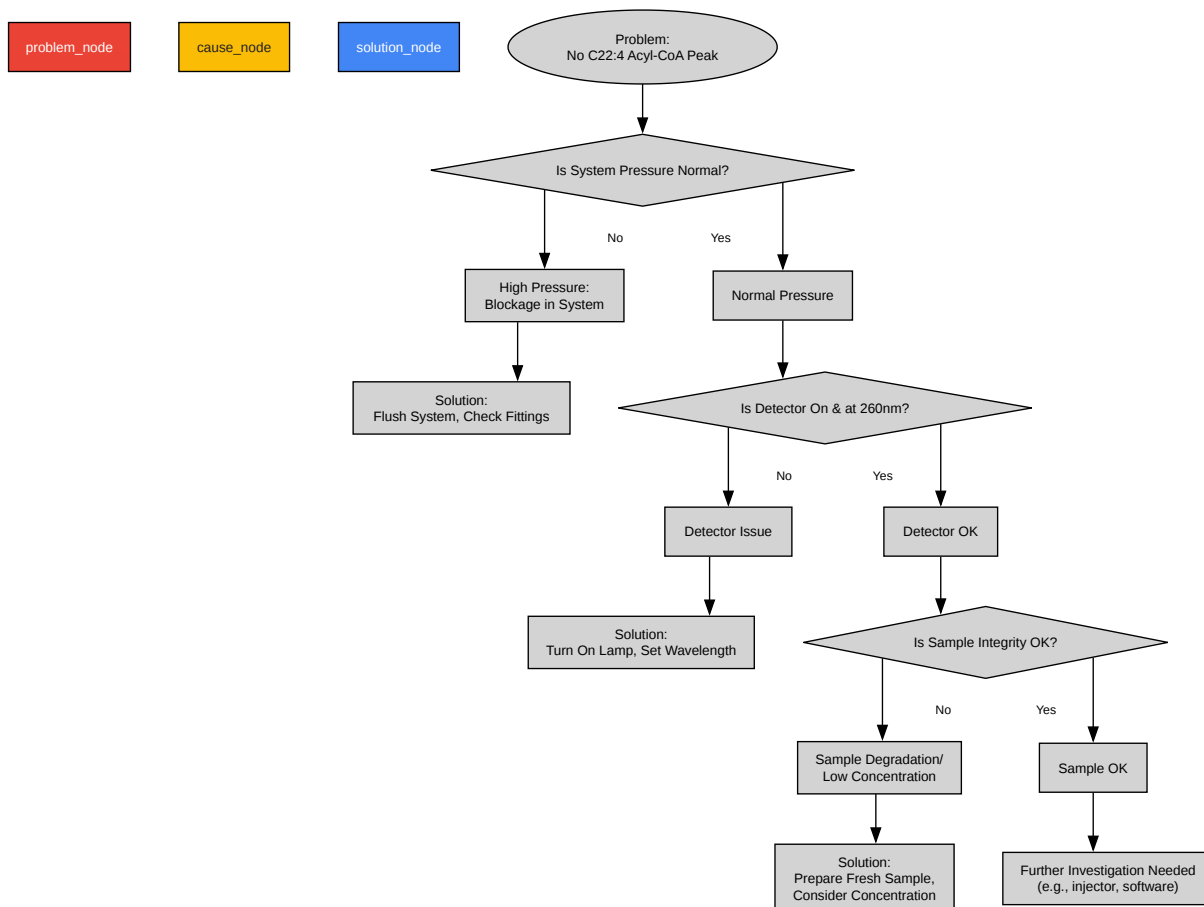 problem_node
cause_node
solution_node
Problem:
No C22:4 Acyl-CoA Peak
Is System Pressure Normal?
No
Yes
High Pressure:
Blockage in System
Normal Pressure
Solution:
Flush System, Check Fittings
Is Detector On & at 260nm?
No
Yes
Detector Issue
Detector OK
Solution:
Turn On Lamp, Set Wavelength
Is Sample Integrity OK?
No
Yes
Sample Degradation/
Low Concentration
Sample OK
Solution:
Prepare Fresh Sample,
Consider Concentration
Further Investigation Needed
(e.g., injector, software)